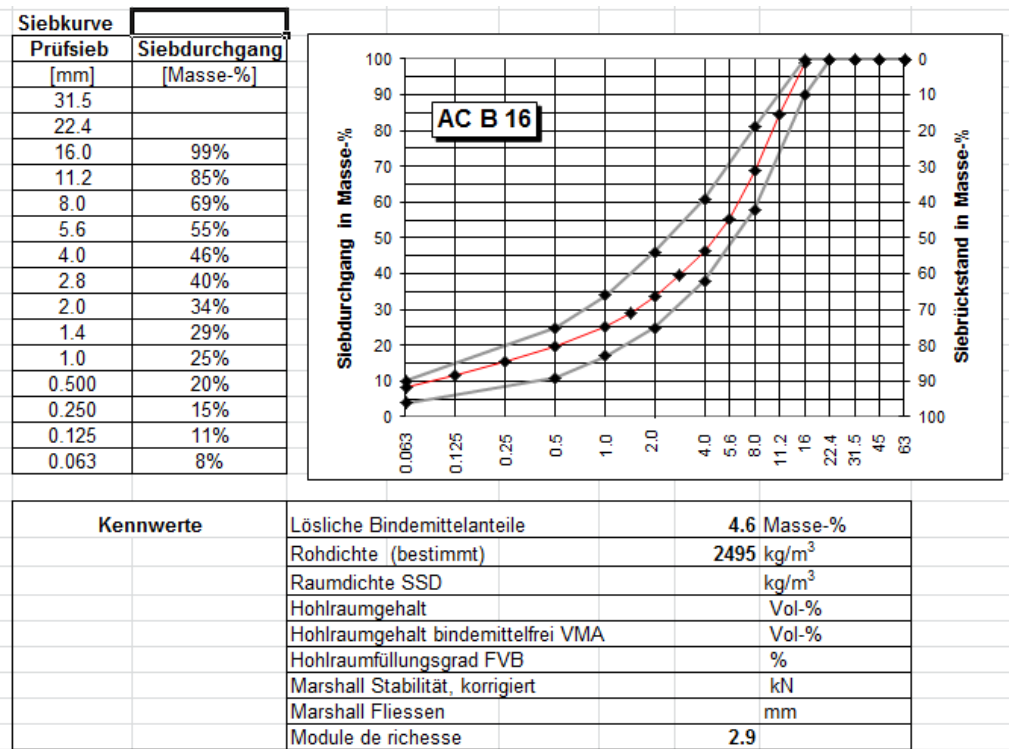 Siebkurve
Prüfsieb Siebdurchgang
[mm] [Masse-%]
31.5
22.4
16.0 99%
11.2 85%
8.0 69%
5.6 55%
4.0 46%
2.8 40%
2.0 34%
1.4 29%
1.0 25%
0.500 20%
0.250 15%
0.125 11%
0.063 8%
AC B 16
Siebdurchgang in Masse-%
100
90
80
70
60
50
40
30
20
10
0
0
10
20
30
40
50
60
70
80
90
100
Siebrückstand in Masse-%
0.063 0.125 0.25 0.5 1.0 2.0 4.0 5.6 8.0 11.2 16 22.4 31.5 45 63
Kennwerte
Lösliche Bindemittelanteile 4.6 Masse-%
Rohdichte (bestimmt) 2495 kg/m³
Raumdichte SSD kg/m³
Hohlraumgehalt Vol-%
Hohlraumgehalt bindemittelfrei VMA Vol-%
Hohlraumfüllungsgrad FVB %
Marshall Stabilität, korrigiert kN
Marshall Fliessen mm
Module de richesse 2.9